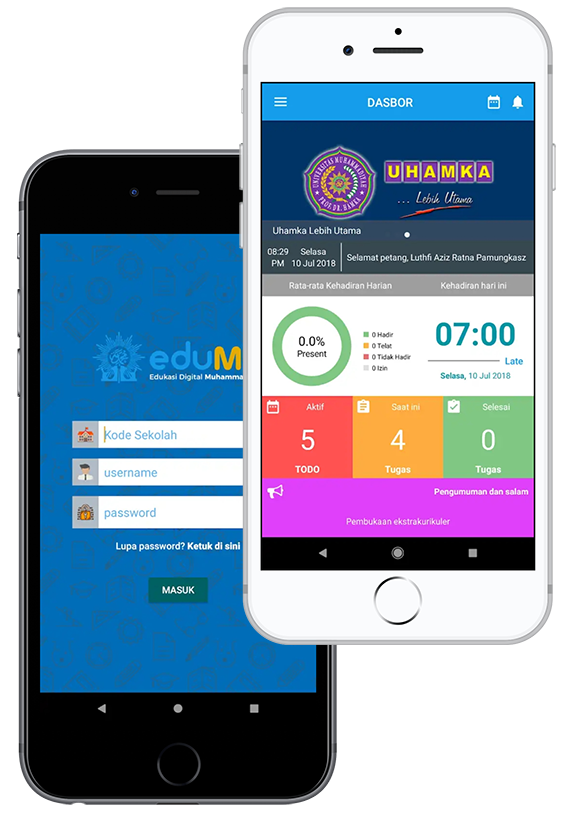 DASBOR
UNIVERSITAS MUHAMMADIYAH
PROF. DR. HAMKA
UHAMKA
... Lebih Utama
Uhamka Lebih Utama
08:29 PM
Selasa
10 Jul 2018
Selamat petang, Luthfi Aziz Ratna Pamungkasz
Rata-rata Kehadiran Harian
Kehadiran hari ini
0.0%
Present
0 Hadir
0 Telat
0 Tidak Hadir
0 Izin
07:00
Late
Selasa, 10 Jul 2018
Aktif
5
TODO
Saat ini
4
Tugas
Selesai
0
Tugas
Pengumuman dan salam
Pembukaan ekstrakurikuler
eduM
Edukasi Digital Muhamma
Kode Sekolah
username
password
Lupa password? Ketuk di sini
MASUK